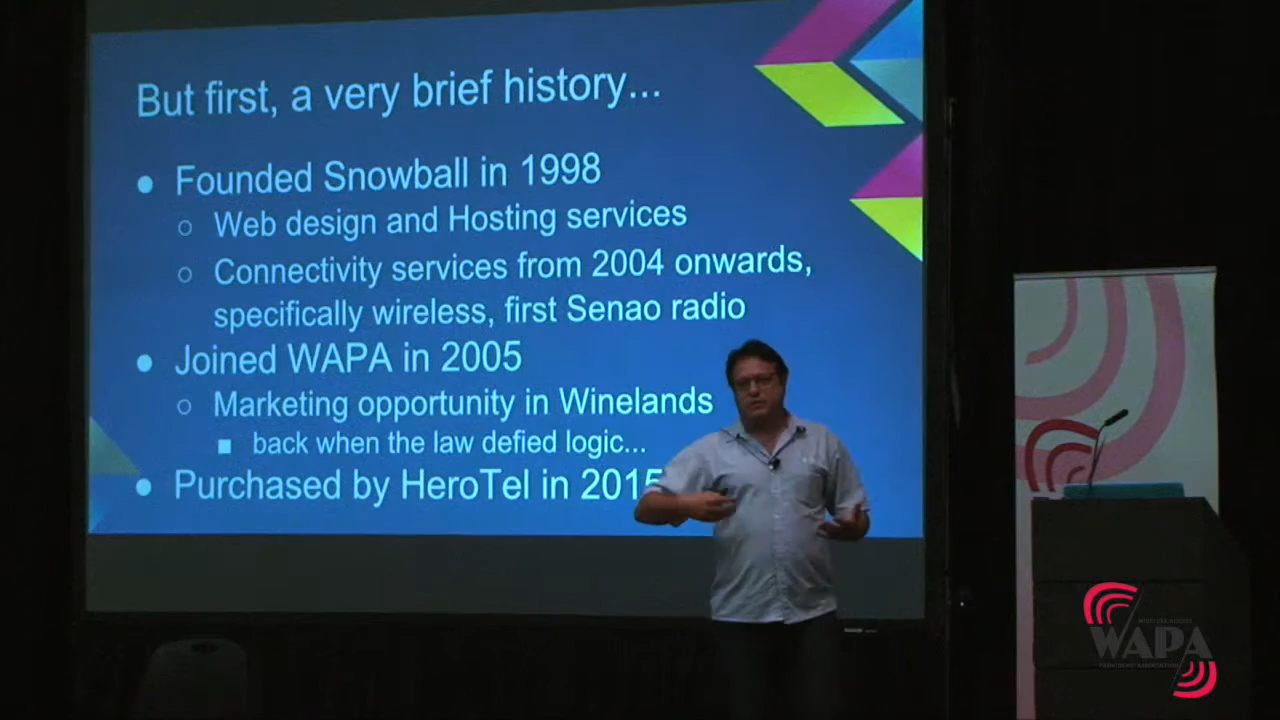 But first, a very brief history...
● Founded Snowball in 1998
○ Web design and Hosting services
○ Connectivity services from 2004 onwards,
specifically wireless, first Senao radio
● Joined WAPA in 2005
○ Marketing opportunity in Winelands
■ back when the law defied logic...
● Purchased by HeroTel in 2015
WAPA